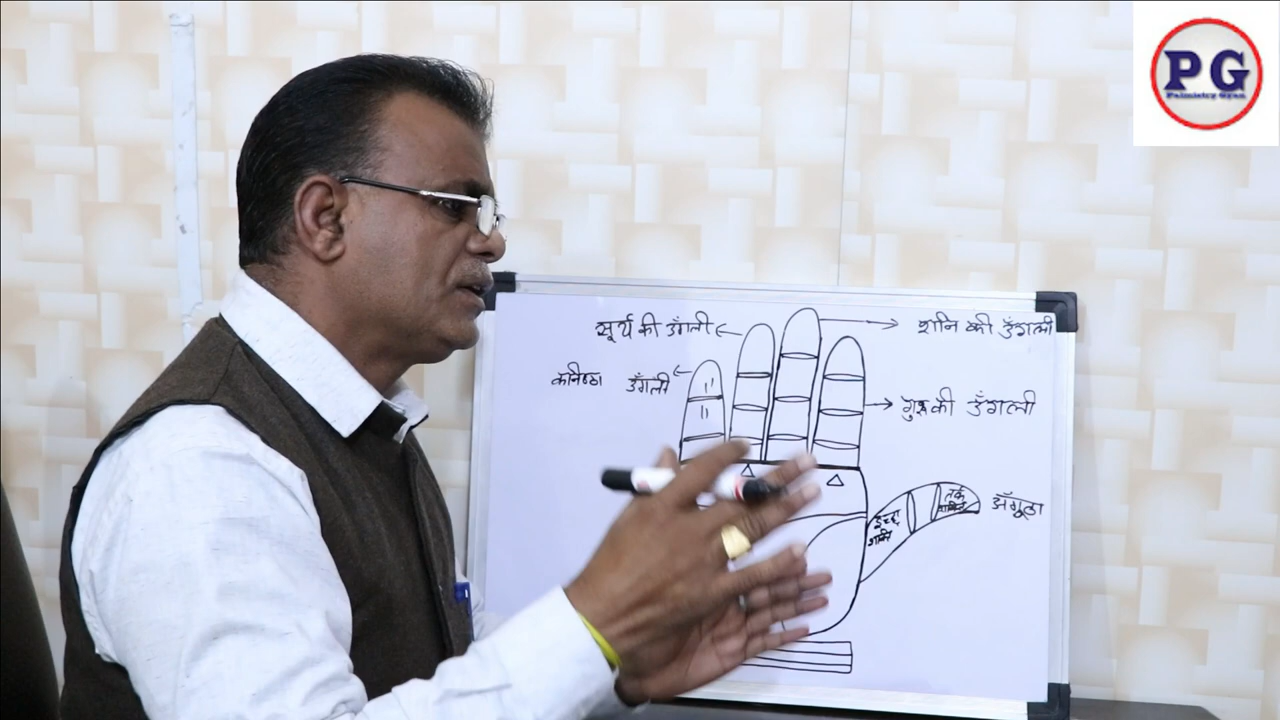 PG
Palmistry Gyan
सूर्य की उँगली
शनि की उँगली
कनिष्ठा उँगली
गुरु की उँगली
तर्क
शक्ति
अँगूठा
इच्छा
शक्ति